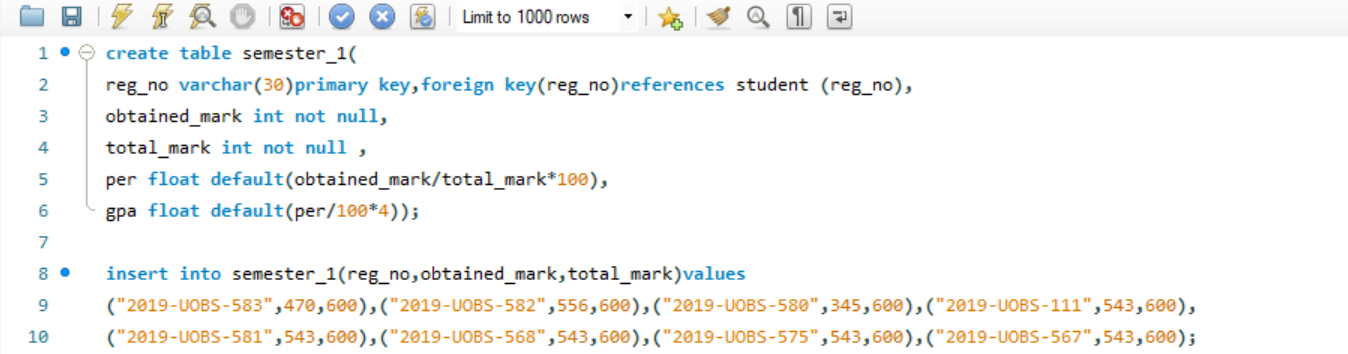 Limit to 1000 rows
1 create table semester_1(
2 reg_no varchar(30)primary key,foreign key(reg_no)references student (reg_no),
3 obtained_mark int not null,
4 total_mark int not null ,
5 per float default(obtained_mark/total_mark*100),
6 gpa float default(per/100*4));
7
8 insert into semester_1(reg_no,obtained_mark,total_mark)values
9 ("2019-UOBS-583",470,600),("2019-UOBS-582",556,600),("2019-UOBS-580",345,600),("2019-UOBS-111",543,600),
10 ("2019-UOBS-581",543,600),("2019-UOBS-568",543,600),("2019-UOBS-575",543,600),("2019-UOBS-567",543,600);